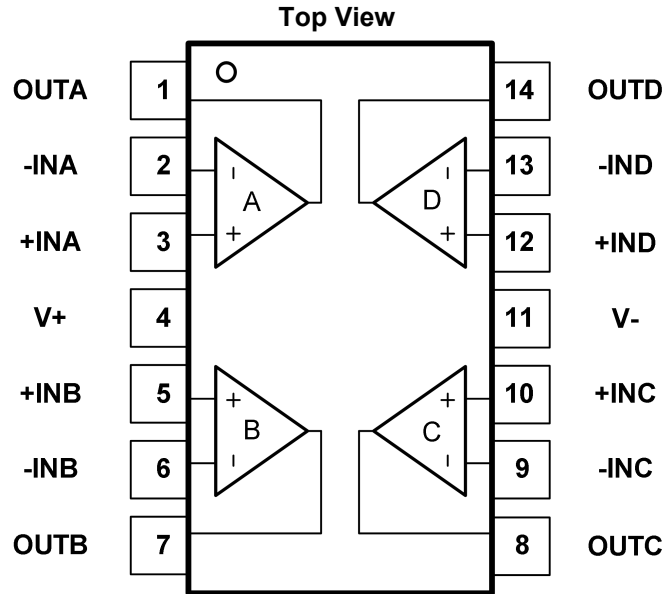 Top View
OUTA 1 14 OUTD
-INA 2 - - 13 -IND
A D
+INA 3 + + 12 +IND
V+ 4 11 V-
+INB 5 + + 10 +INC
B C
-INB 6 - - 9 -INC
OUTB 7 8 OUTC